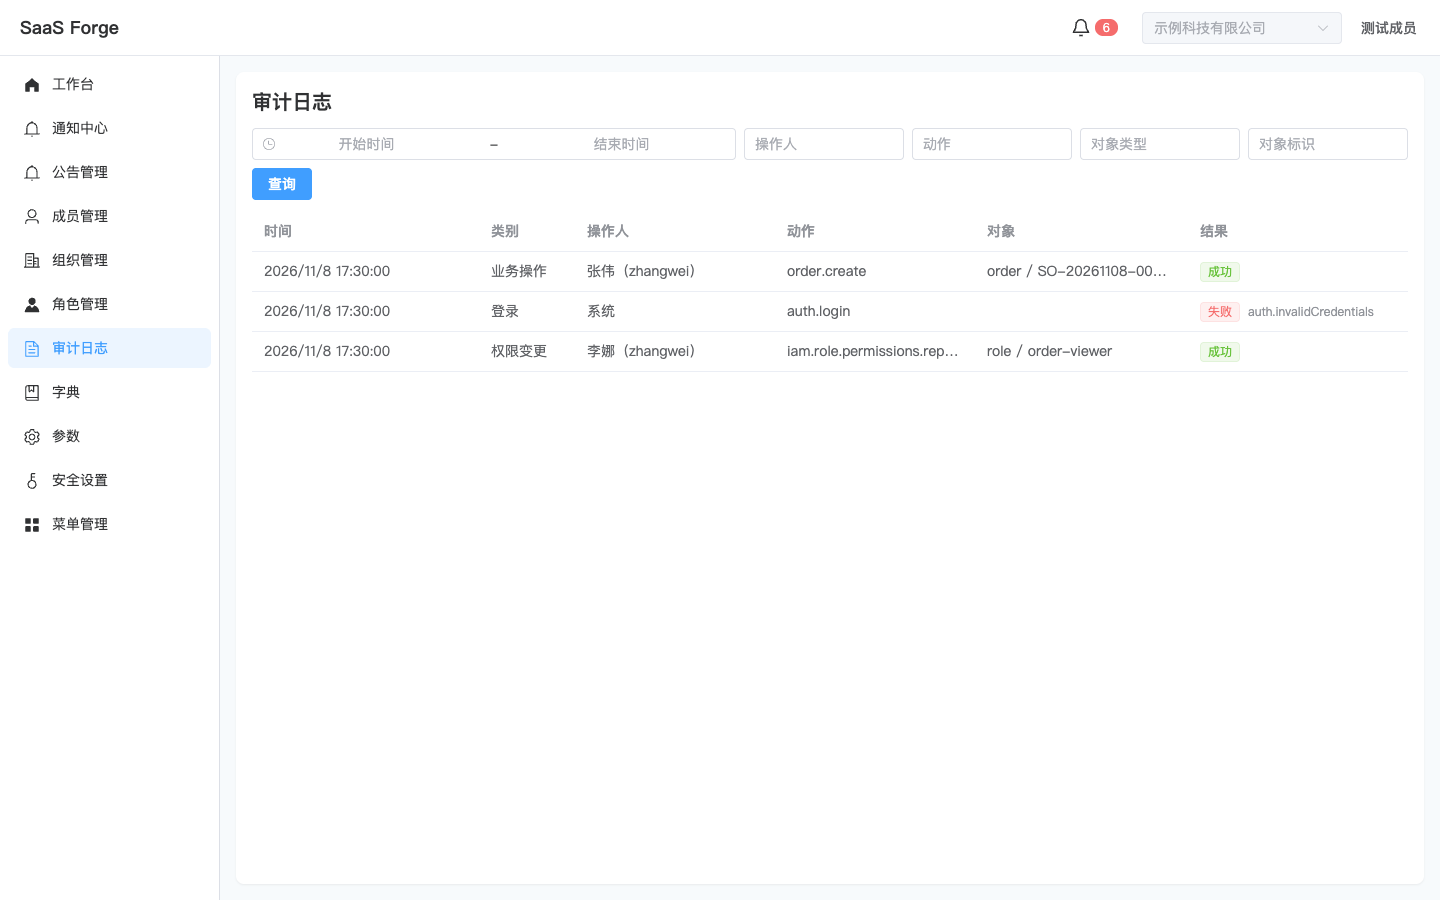 SaaS Forge
6
示例科技有限公司
测试成员
工作台
通知中心
公告管理
成员管理
组织管理
角色管理
审计日志
字典
参数
安全设置
菜单管理
审计日志
开始时间 – 结束时间 操作人 动作 对象类型 对象标识
查询
时间 类别 操作人 动作 对象 结果
2026/11/8 17:30:00 业务操作 张伟（zhangwei） order.create order / SO-20261108-00… 成功
2026/11/8 17:30:00 登录 系统 auth.login 失败 auth.invalidCredentials
2026/11/8 17:30:00 权限变更 李娜（zhangwei） iam.role.permissions.rep… role / order-viewer 成功